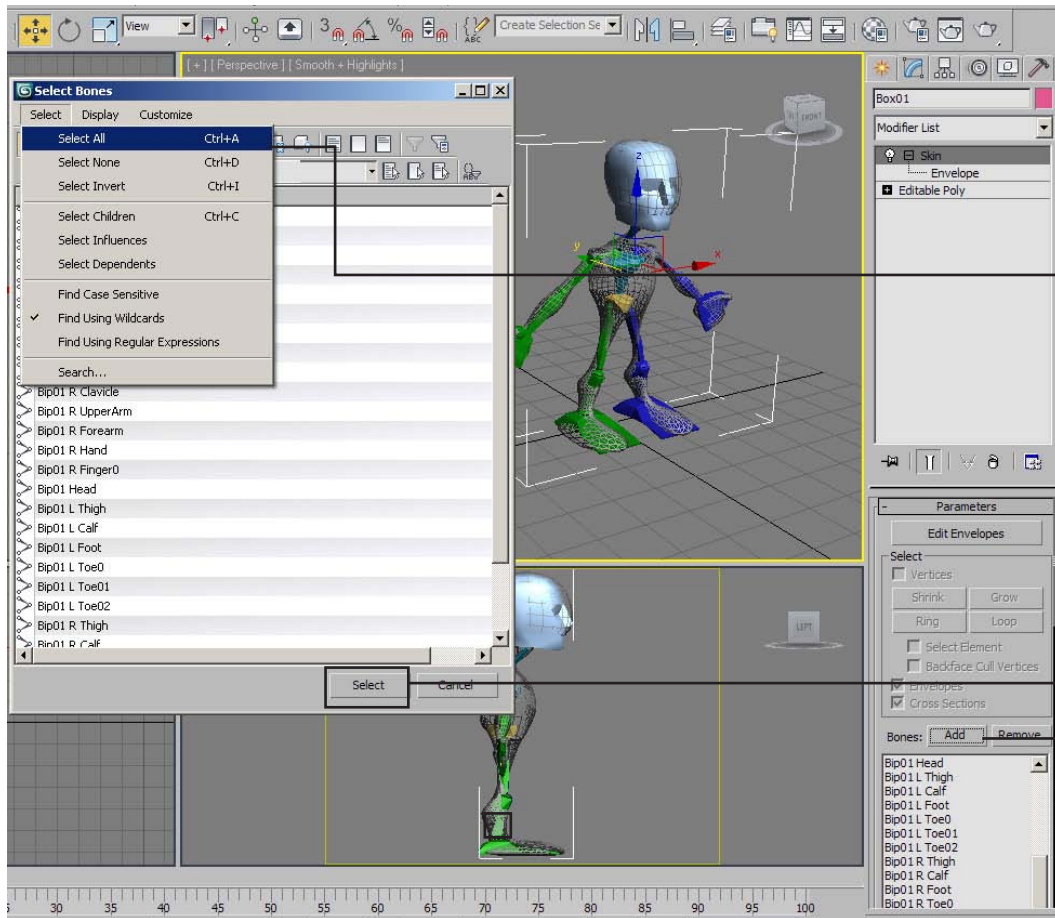 View
3
ABC
Create Selection Se
[ + ] [ Perspective ] [ Smooth + Highlights ]
Select Bones
Select Display Customize
Select All Ctrl+A
Select None Ctrl+D
Select Invert Ctrl+I
Select Children Ctrl+C
Select Influences
Select Dependents
Find Case Sensitive
Find Using Wildcards
Find Using Regular Expressions
Search...
Bip01 R Clavicle
Bip01 R UpperArm
Bip01 R Forearm
Bip01 R Hand
Bip01 R Finger0
Bip01 Head
Bip01 L Thigh
Bip01 L Calf
Bip01 L Foot
Bip01 L Toe0
Bip01 L Toe01
Bip01 L Toe02
Bip01 R Thigh
Bip01 R Calf
Select Cancel
FRONT
z
y
x
LEFT
Box01
Modifier List
Skin
Envelope
Editable Poly
Parameters
Edit Envelopes
Select
Vertices
Shrink Grow
Ring Loop
Select Element
Backface Cull Vertices
Envelopes
Cross Sections
Bones: Add Remove
Bip01 Head
Bip01 L Thigh
Bip01 L Calf
Bip01 L Foot
Bip01 L Toe0
Bip01 L Toe01
Bip01 L Toe02
Bip01 R Thigh
Bip01 R Calf
Bip01 R Foot
Bip01 R Toe0
30 35 40 45 50 55 60 65 70 75 80 85 90 95 100